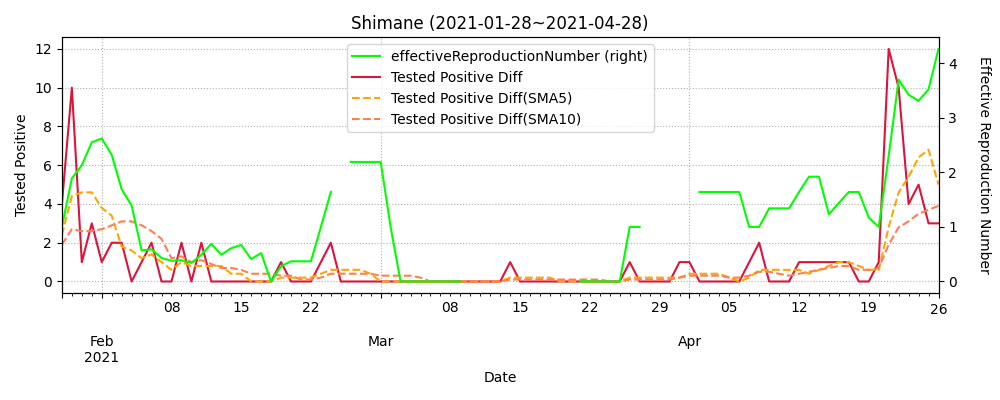 Shimane (2021-01-28~2021-04-28)
effectiveReproductionNumber (right)
Tested Positive Diff
Tested Positive Diff(SMA5)
Tested Positive Diff(SMA10)
Tested Positive
12
10
8
6
4
2
0
4
3
2
1
0
Effective Reproduction Number
08 15 22 08 15 22 29 05 12 19 26
Feb Mar Apr
2021
Date